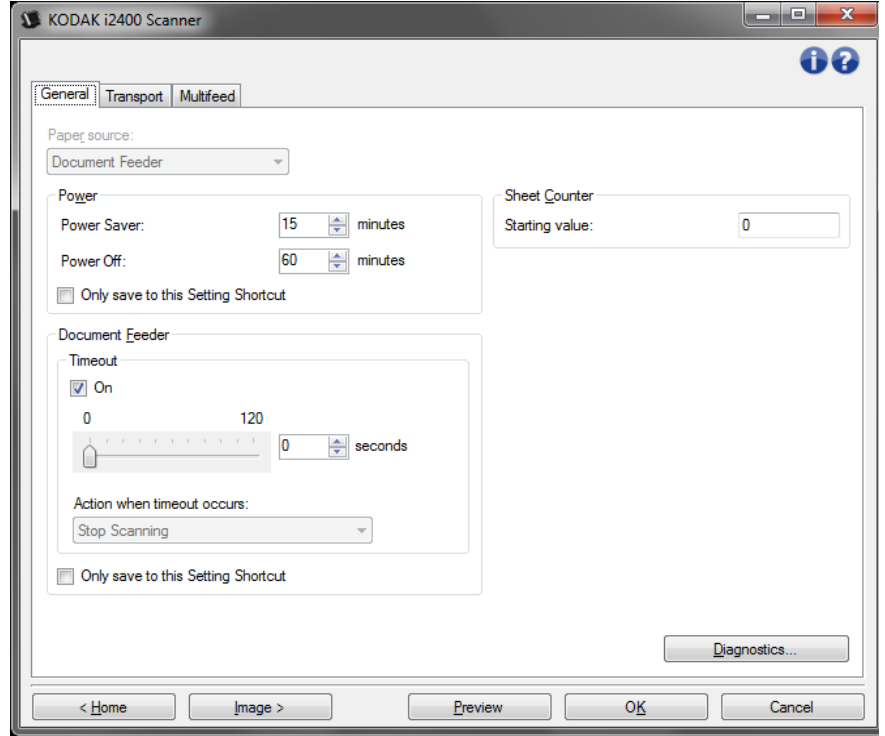 KODAK i2400 Scanner
General Transport Multifeed
Paper source:
Document Feeder
Power
Power Saver: 15 minutes
Power Off: 60 minutes
Only save to this Setting Shortcut
Sheet Counter
Starting value: 0
Document Feeder
Timeout
On
0 120
0 seconds
Action when timeout occurs:
Stop Scanning
Only save to this Setting Shortcut
Diagnostics...
< Home Image > Preview OK Cancel